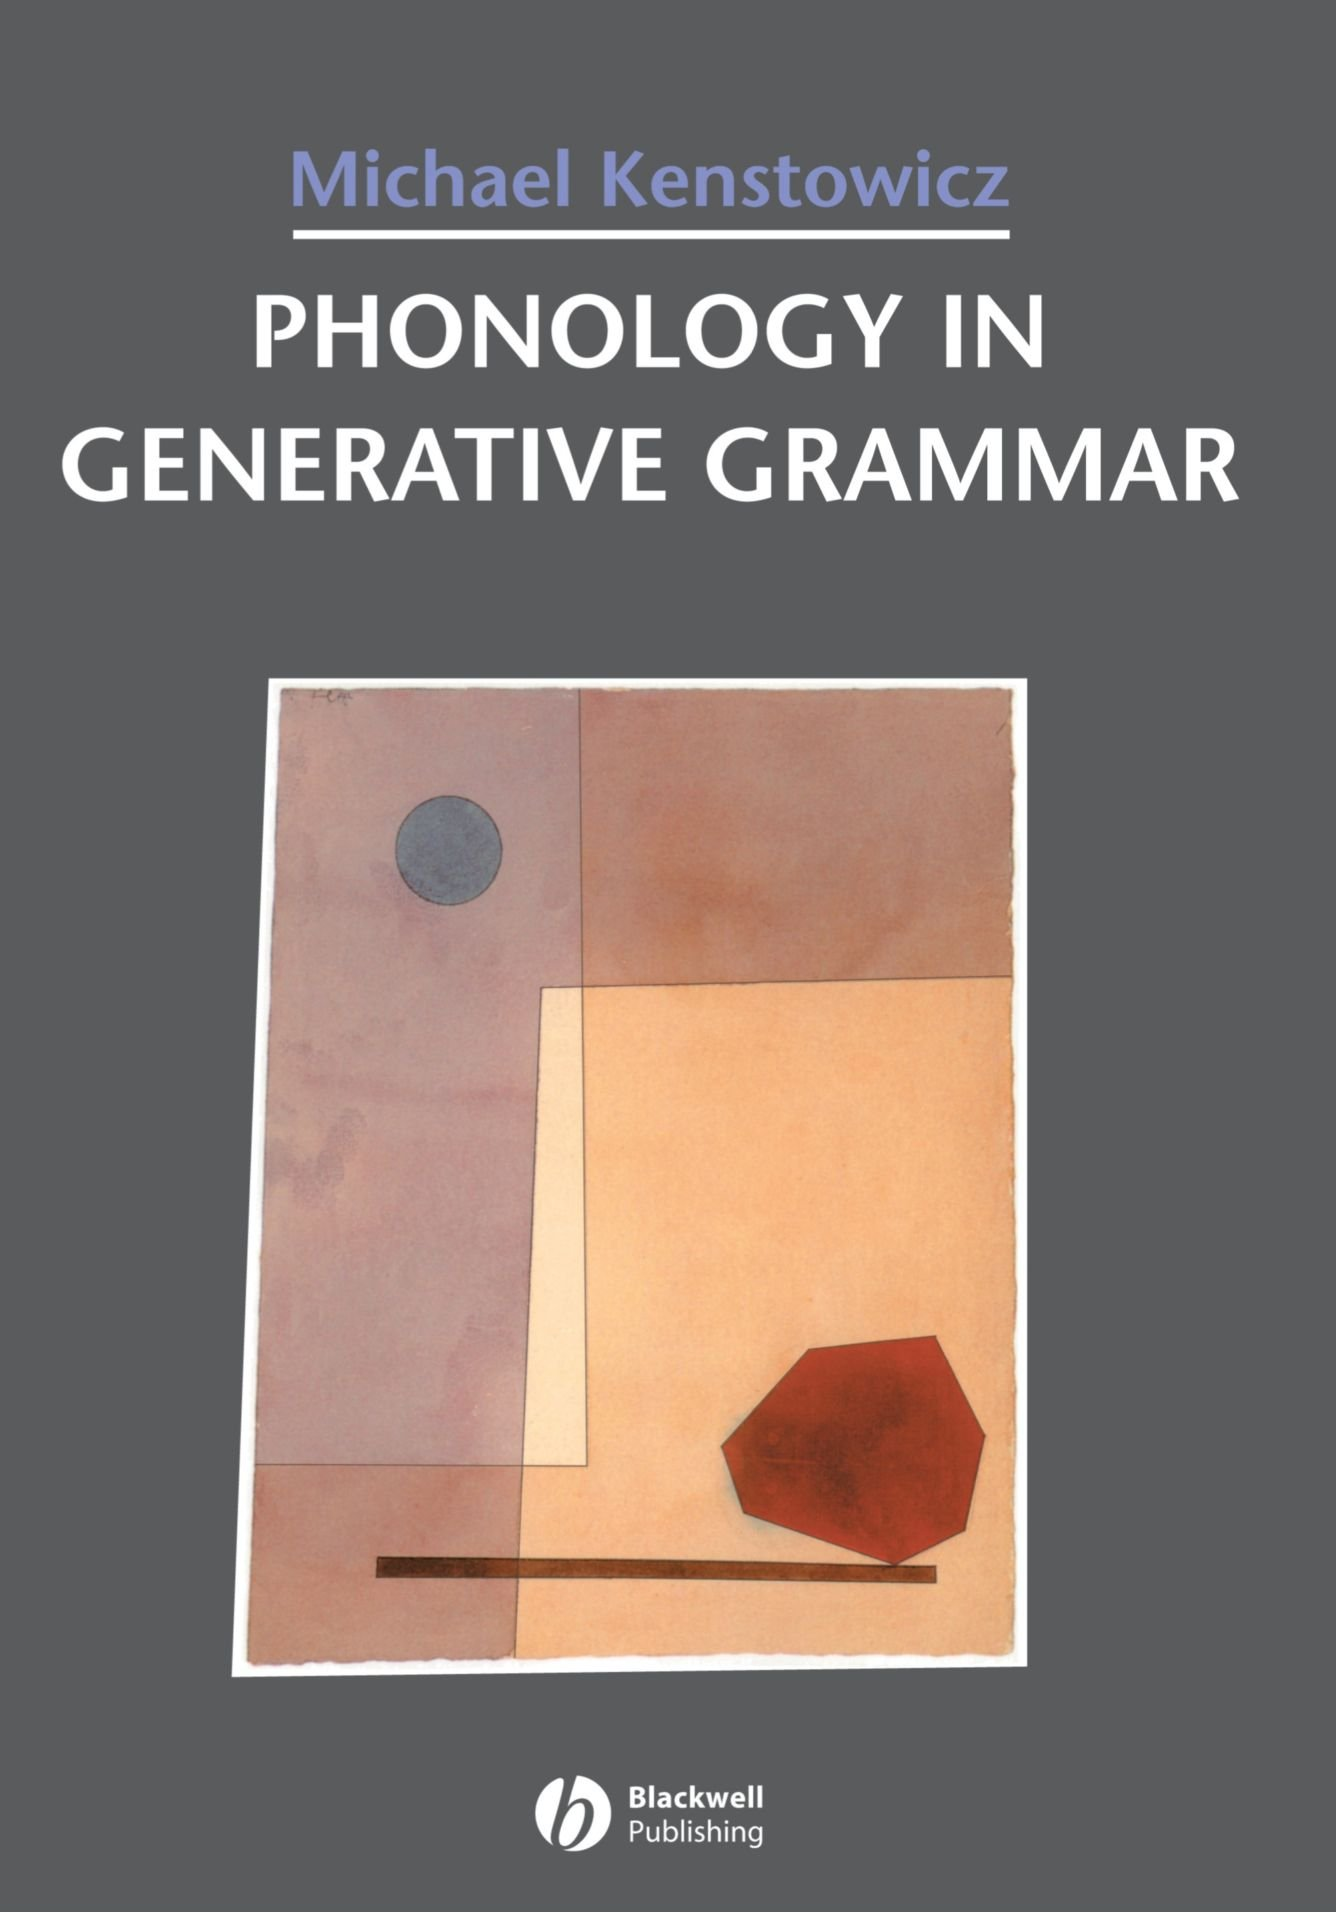 Michael Kenstowicz
PHONOLOGY IN
GENERATIVE GRAMMAR
Blackwell
Publishing